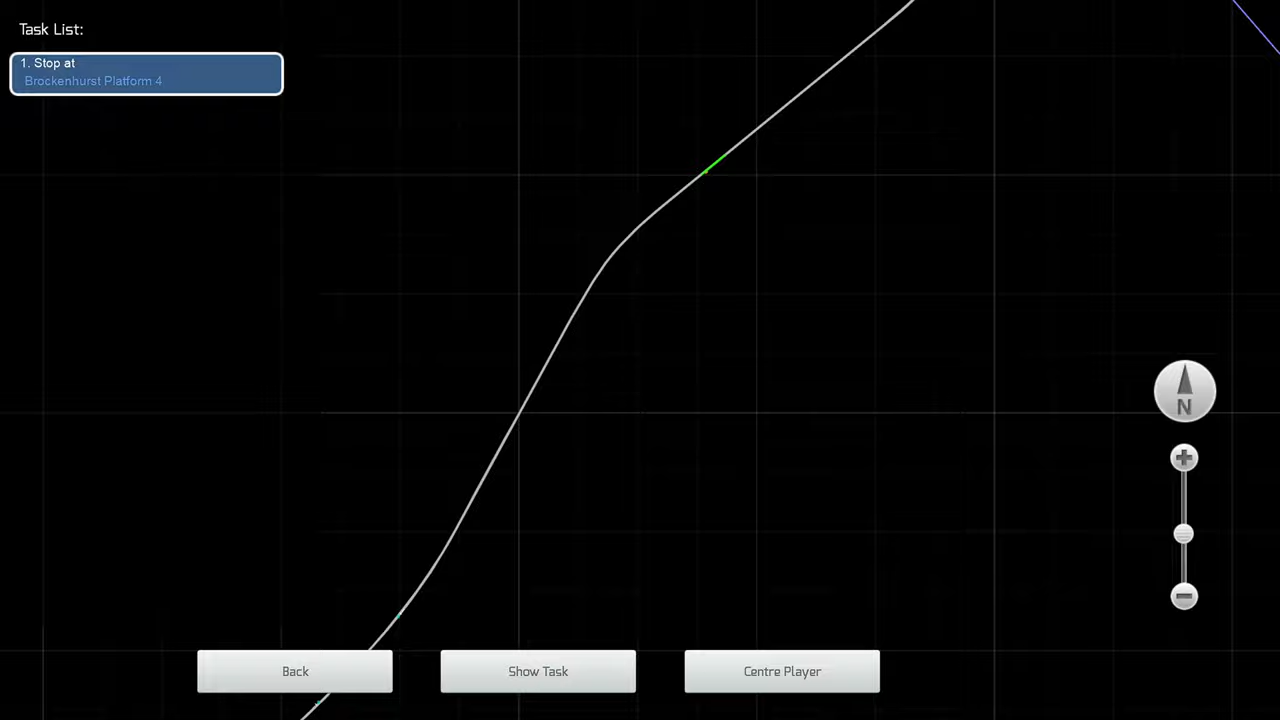 Task List:
1. Stop at
Brockenhurst Platform 4
N
Back
Show Task
Centre Player